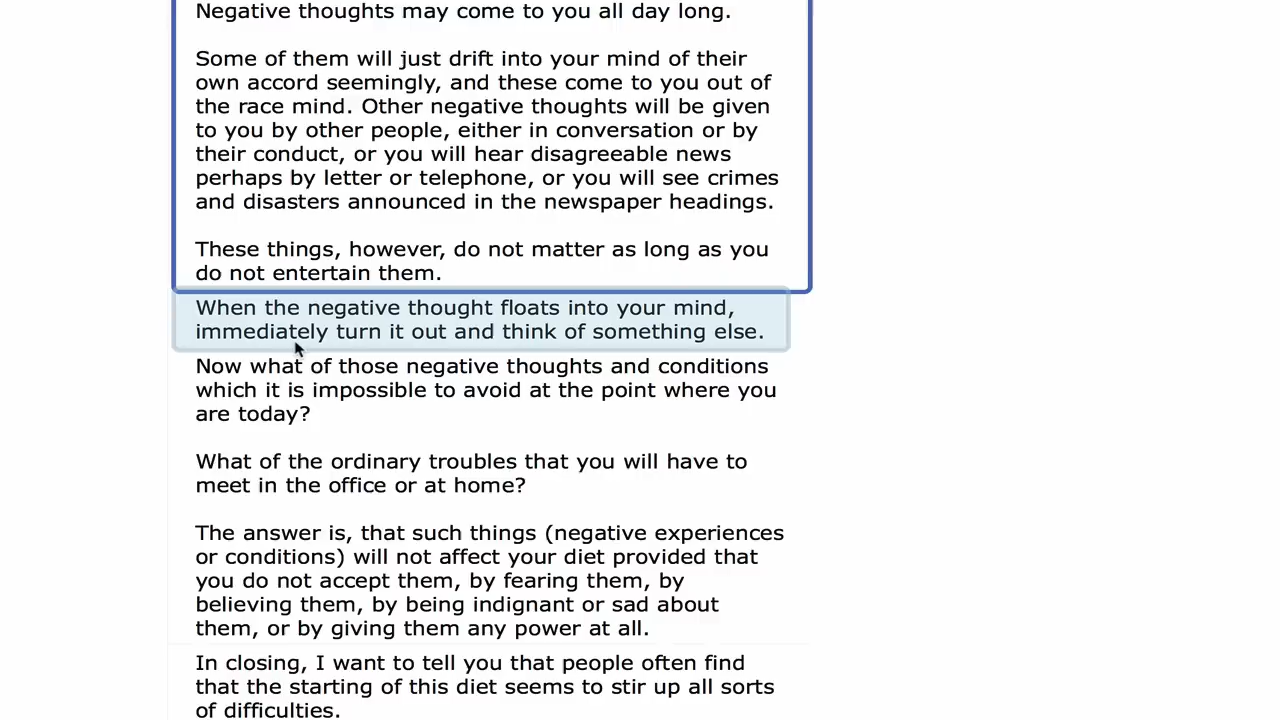 Negative thoughts may come to you all day long.
Some of them will just drift into your mind of their
own accord seemingly, and these come to you out of
the race mind. Other negative thoughts will be given
to you by other people, either in conversation or by
their conduct, or you will hear disagreeable news
perhaps by letter or telephone, or you will see crimes
and disasters announced in the newspaper headings.
These things, however, do not matter as long as you
do not entertain them.
When the negative thought floats into your mind,
immediately turn it out and think of something else.
Now what of those negative thoughts and conditions
which it is impossible to avoid at the point where you
are today?
What of the ordinary troubles that you will have to
meet in the office or at home?
The answer is, that such things (negative experiences
or conditions) will not affect your diet provided that
you do not accept them, by fearing them, by
believing them, by being indignant or sad about
them, or by giving them any power at all.
In closing, I want to tell you that people often find
that the starting of this diet seems to stir up all sorts
of difficulties.